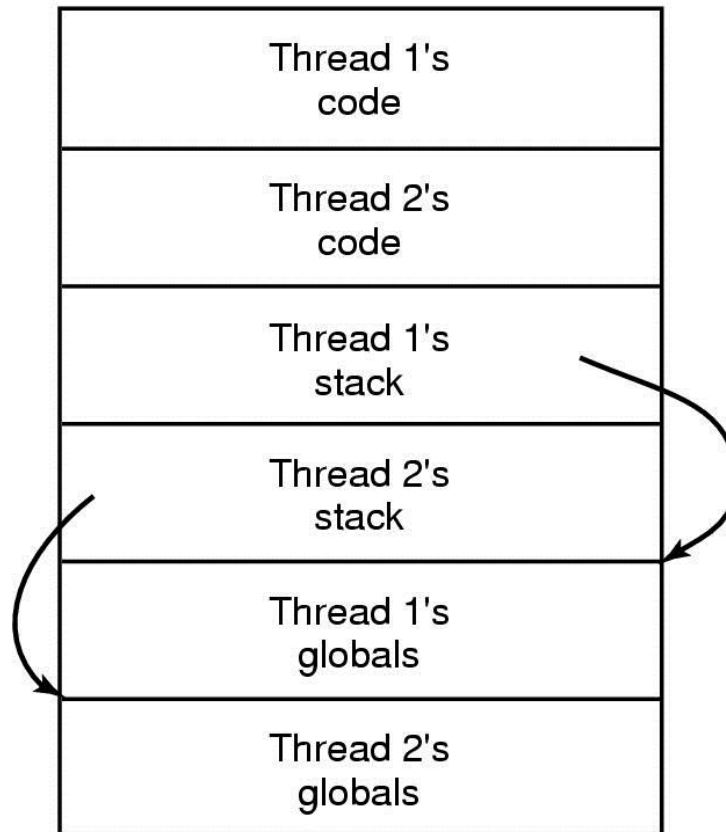 Thread 1's
code
Thread 2's
code
Thread 1's
stack
Thread 2's
stack
Thread 1's
globals
Thread 2's
globals